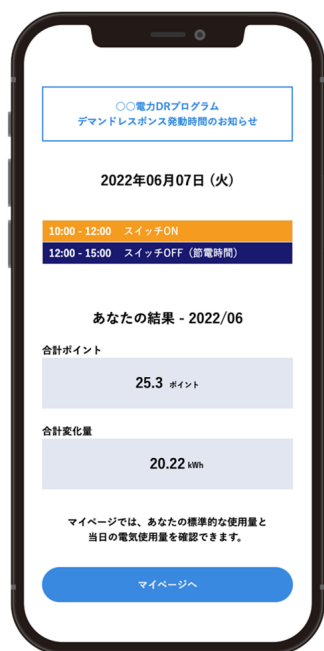 ○○電力DRプログラム
デマンドレスポンス発動時間のお知らせ
2022年06月07日 (火)
10:00 - 12:00 スイッチON
12:00 - 15:00 スイッチOFF（節電時間）
あなたの結果 - 2022/06
合計ポイント
25.3 ポイント
合計変化量
20.22 kWh
マイページでは、あなたの標準的な使用量と
当日の電気使用量を確認できます。
マイページへ